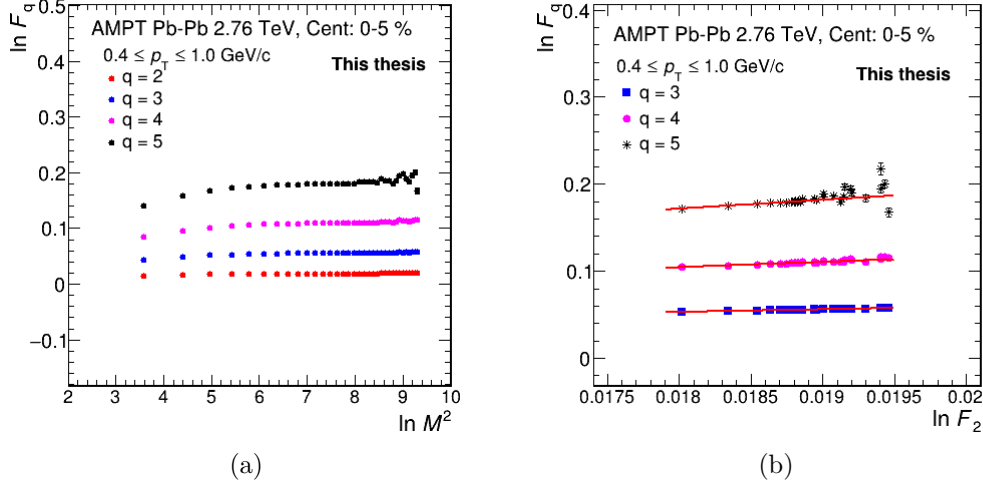 ln F_q
AMPT Pb-Pb 2.76 TeV, Cent: 0-5 %
0.4 ≤ p_T ≤ 1.0 GeV/c
This thesis
q = 2
q = 3
q = 4
q = 5
0.5
0.4
0.3
0.2
0.1
0
−0.1
2 3 4 5 6 7 8 9 10
ln M²
(a)
ln F_q
AMPT Pb-Pb 2.76 TeV, Cent: 0-5 %
0.4 ≤ p_T ≤ 1.0 GeV/c
This thesis
q = 3
q = 4
q = 5
0.4
0.3
0.2
0.1
0
0.0175 0.018 0.0185 0.019 0.0195 0.02
ln F_2
(b)